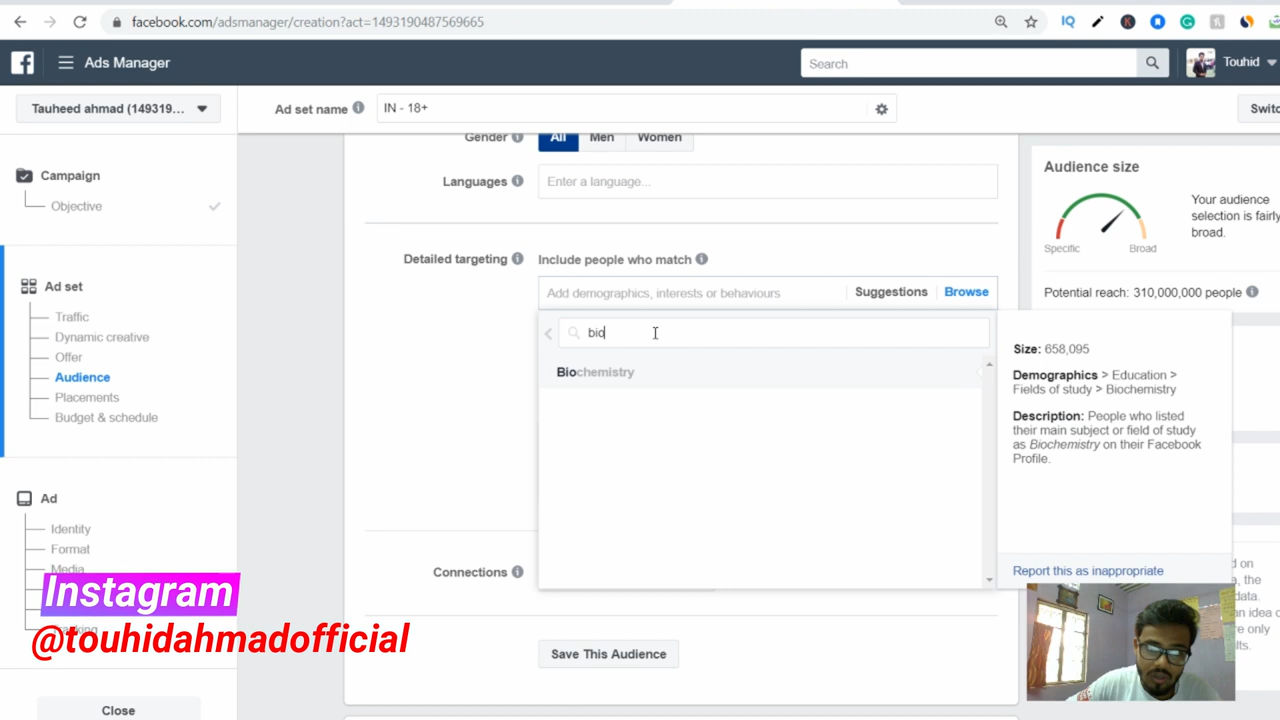 facebook.com/adsmanager/creation?act=1493190487569665
Ads Manager
Search
Touhid
Tauheed ahmad (149319...
Ad set name
IN - 18+
Switc
Campaign
Objective
Ad set
Traffic
Dynamic creative
Offer
Audience
Placements
Budget & schedule
Ad
Identity
Format
Media
Close
Gender
All
Men
Women
Languages
Enter a language...
Detailed targeting
Include people who match
Add demographics, interests or behaviours
Suggestions
Browse
bio
Biochemistry
Connections
Save This Audience
Audience size
Specific
Broad
Your audience
selection is fairly
broad.
Potential reach: 310,000,000 people
Size: 658,095
Demographics > Education >
Fields of study > Biochemistry
Description: People who listed
their main subject or field of study
as Biochemistry on their Facebook
Profile.
Report this as inappropriate
Instagram
@touhidahmadofficial